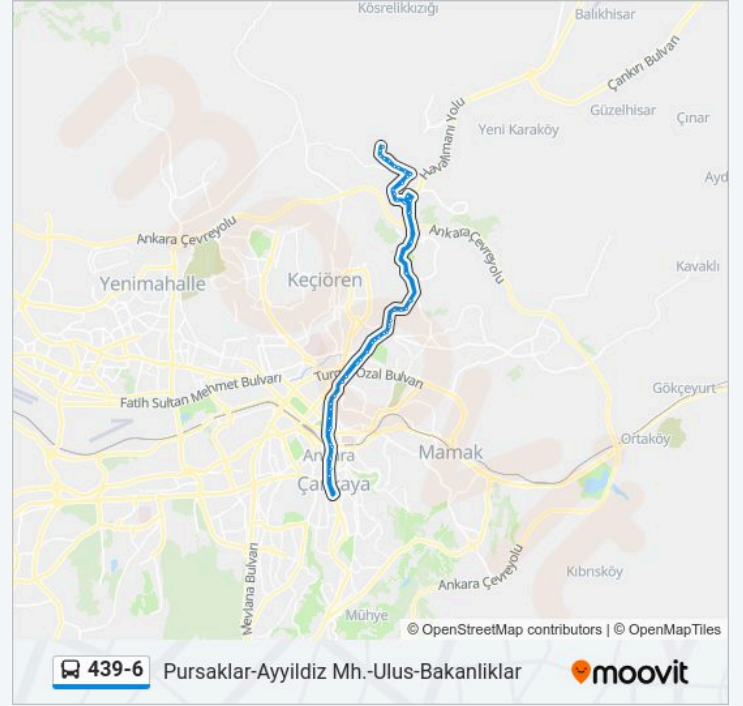 Kösrelikkızığı
Balıkhisar
Çankırı Bulvarı
Güzelhisar
Çınar
Havalimanı Yolu
Yeni Karaköy
Ayd
Ankara Çevreyolu
Ankara Çevreyolu
Kavaklı
Yenimahalle
Keçiören
Turgut Özal Bulvarı
Fatih Sultan Mehmet Bulvarı
Gökçeyurt
Ortaköy
Ankara
Mamak
Çankaya
Mevlana Bulvarı
Ankara Çevreyolu
Kıbrısköy
Mühye
© OpenStreetMap contributors | © OpenMapTiles
439-6 Pursaklar-Ayyildiz Mh.-Ulus-Bakanliklar moovit